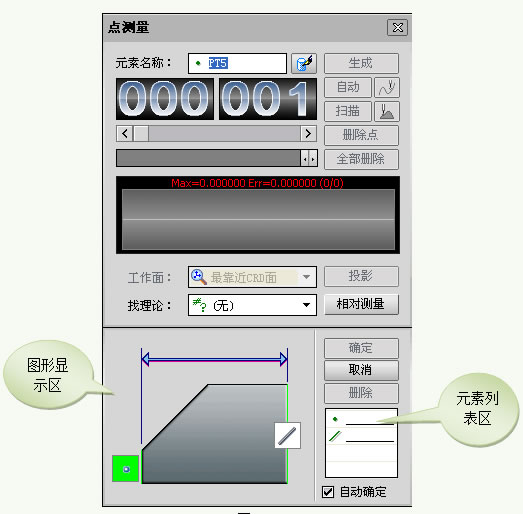 点测量
元素名称： PT5 生成
000 001
自动
扫描
删除点
全部删除
Max=0.000000 Err=0.000000 (0/0)
工作面： 最靠近CRD面 投影
找理论： (无) 相对测量
确定
取消
删除
自动确定
图形显
示区
元素列
表区